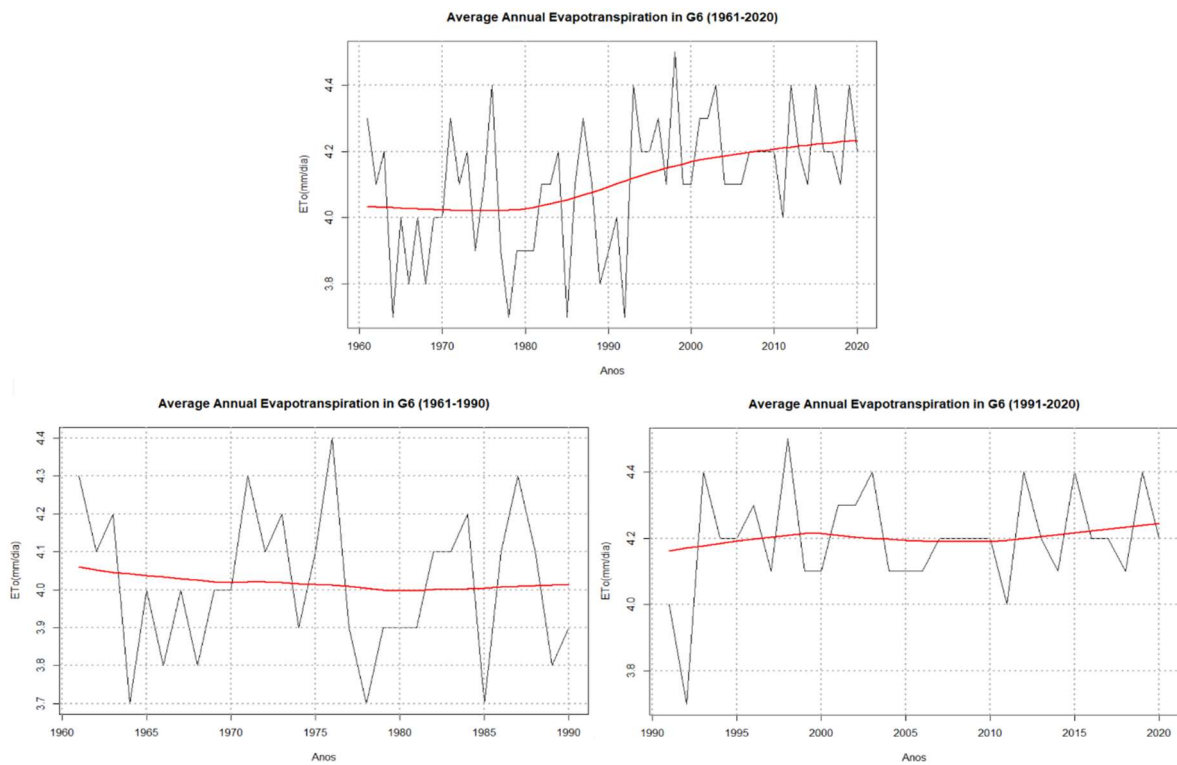 Average Annual Evapotranspiration in G6 (1961-2020)
ETo(mm/dia)
4.4
4.2
4.0
3.8
1960 1970 1980 1990 2000 2010 2020
Anos
Average Annual Evapotranspiration in G6 (1961-1990)
ETo(mm/dia)
4.4
4.3
4.2
4.1
4.0
3.9
3.8
3.7
1960 1965 1970 1975 1980 1985 1990
Anos
Average Annual Evapotranspiration in G6 (1991-2020)
ETo(mm/dia)
4.4
4.2
4.0
3.8
1990 1995 2000 2005 2010 2015 2020
Anos